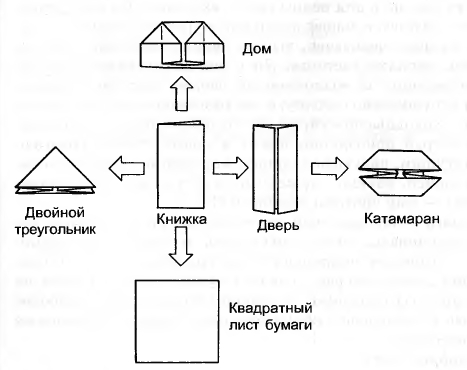 Дом
Двойной
треугольник
Книжка
Дверь
Катамаран
Квадратный
лист бумаги